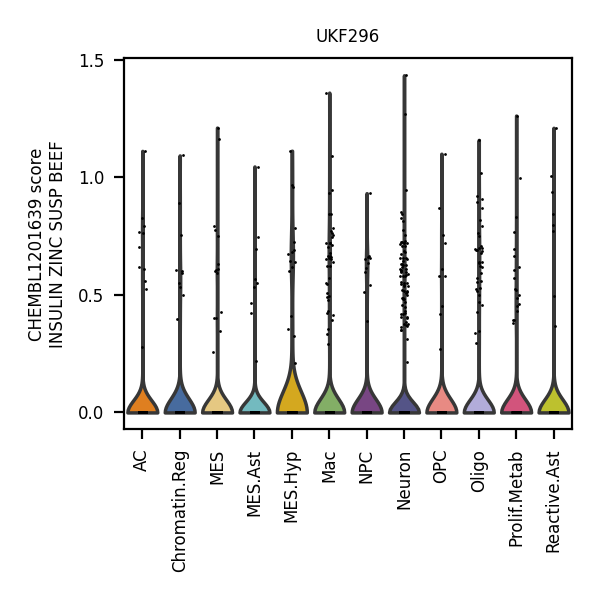 UKF296
CHEMBL1201639 score
INSULIN ZINC SUSP BEEF
1.5
1.0
0.5
0.0
AC
Chromatin.Reg
MES
MES.Ast
MES.Hyp
Mac
NPC
Neuron
OPC
Oligo
Prolif.Metab
Reactive.Ast